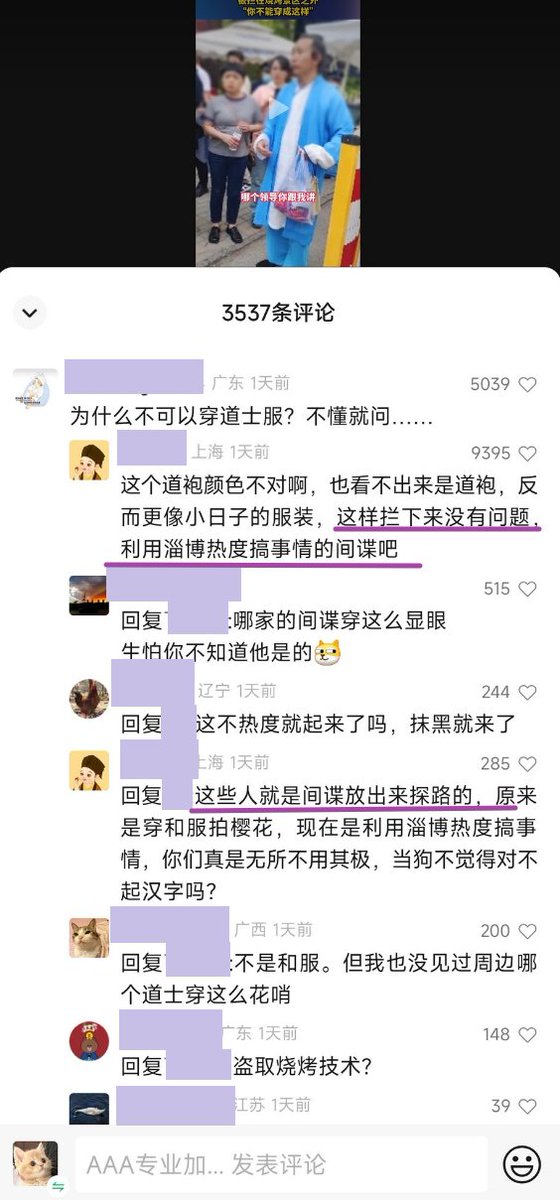 被拦在烧烤景区之外
“你不能穿成这样”
哪个领导你跟我讲
3537条评论
广东 1天前
5039
为什么不可以穿道士服？不懂就问……
上海 1天前
9395
这个道袍颜色不对啊，也看不出来是道袍，反
而更像小日子的服装，这样拦下来没有问题，
利用淄博热度搞事情的间谍吧
515
回复
:哪家的间谍穿这么显眼
生怕你不知道他是的
辽宁 1天前
244
回复
这不热度就起来了吗，抹黑就来了
上海 1天前
285
回复
这些人就是间谍放出来探路的，原来
是穿和服拍樱花，现在是利用淄博热度搞事
情，你们真是无所不用其极，当狗不觉得对不
起汉字吗？
广西 1天前
200
回复
:不是和服。但我也没见过周边哪
个道士穿这么花哨
广东 1天前
148
回复
盗取烧烤技术？
江苏 1天前
39
AAA专业加... 发表评论